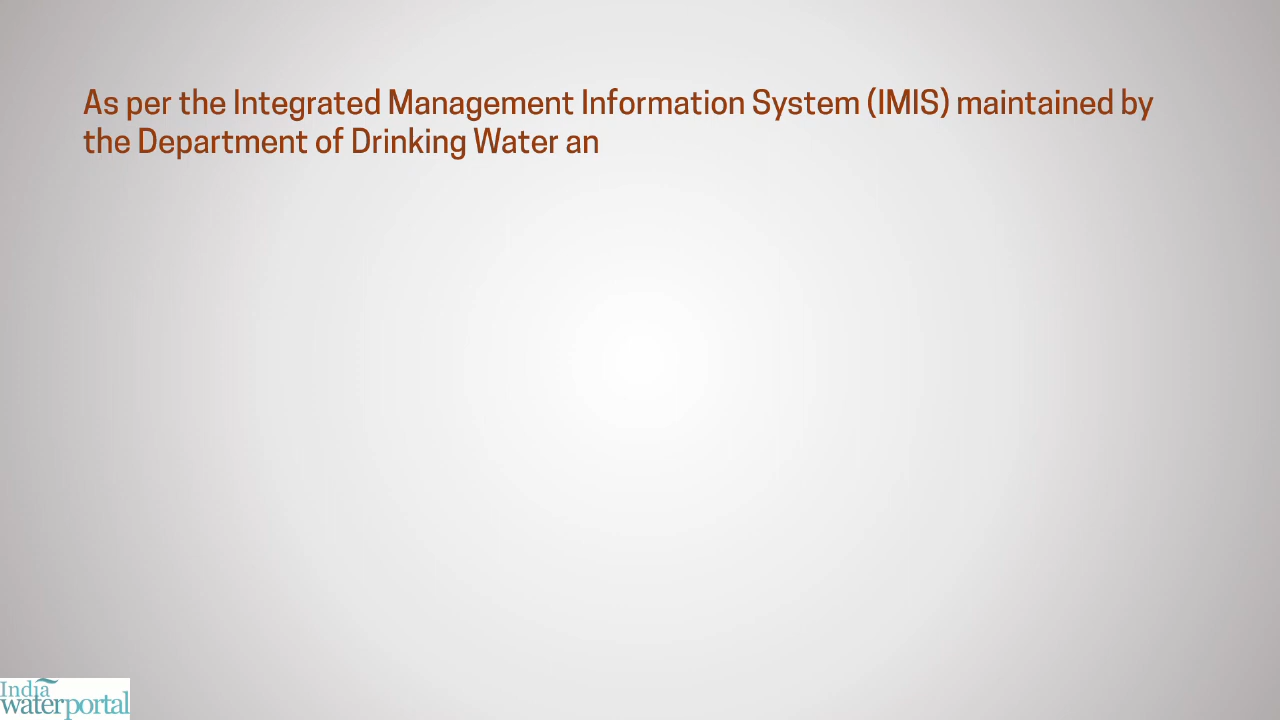 As per the Integrated Management Information System (IMIS) maintained by
the Department of Drinking Water an
India
waterportal